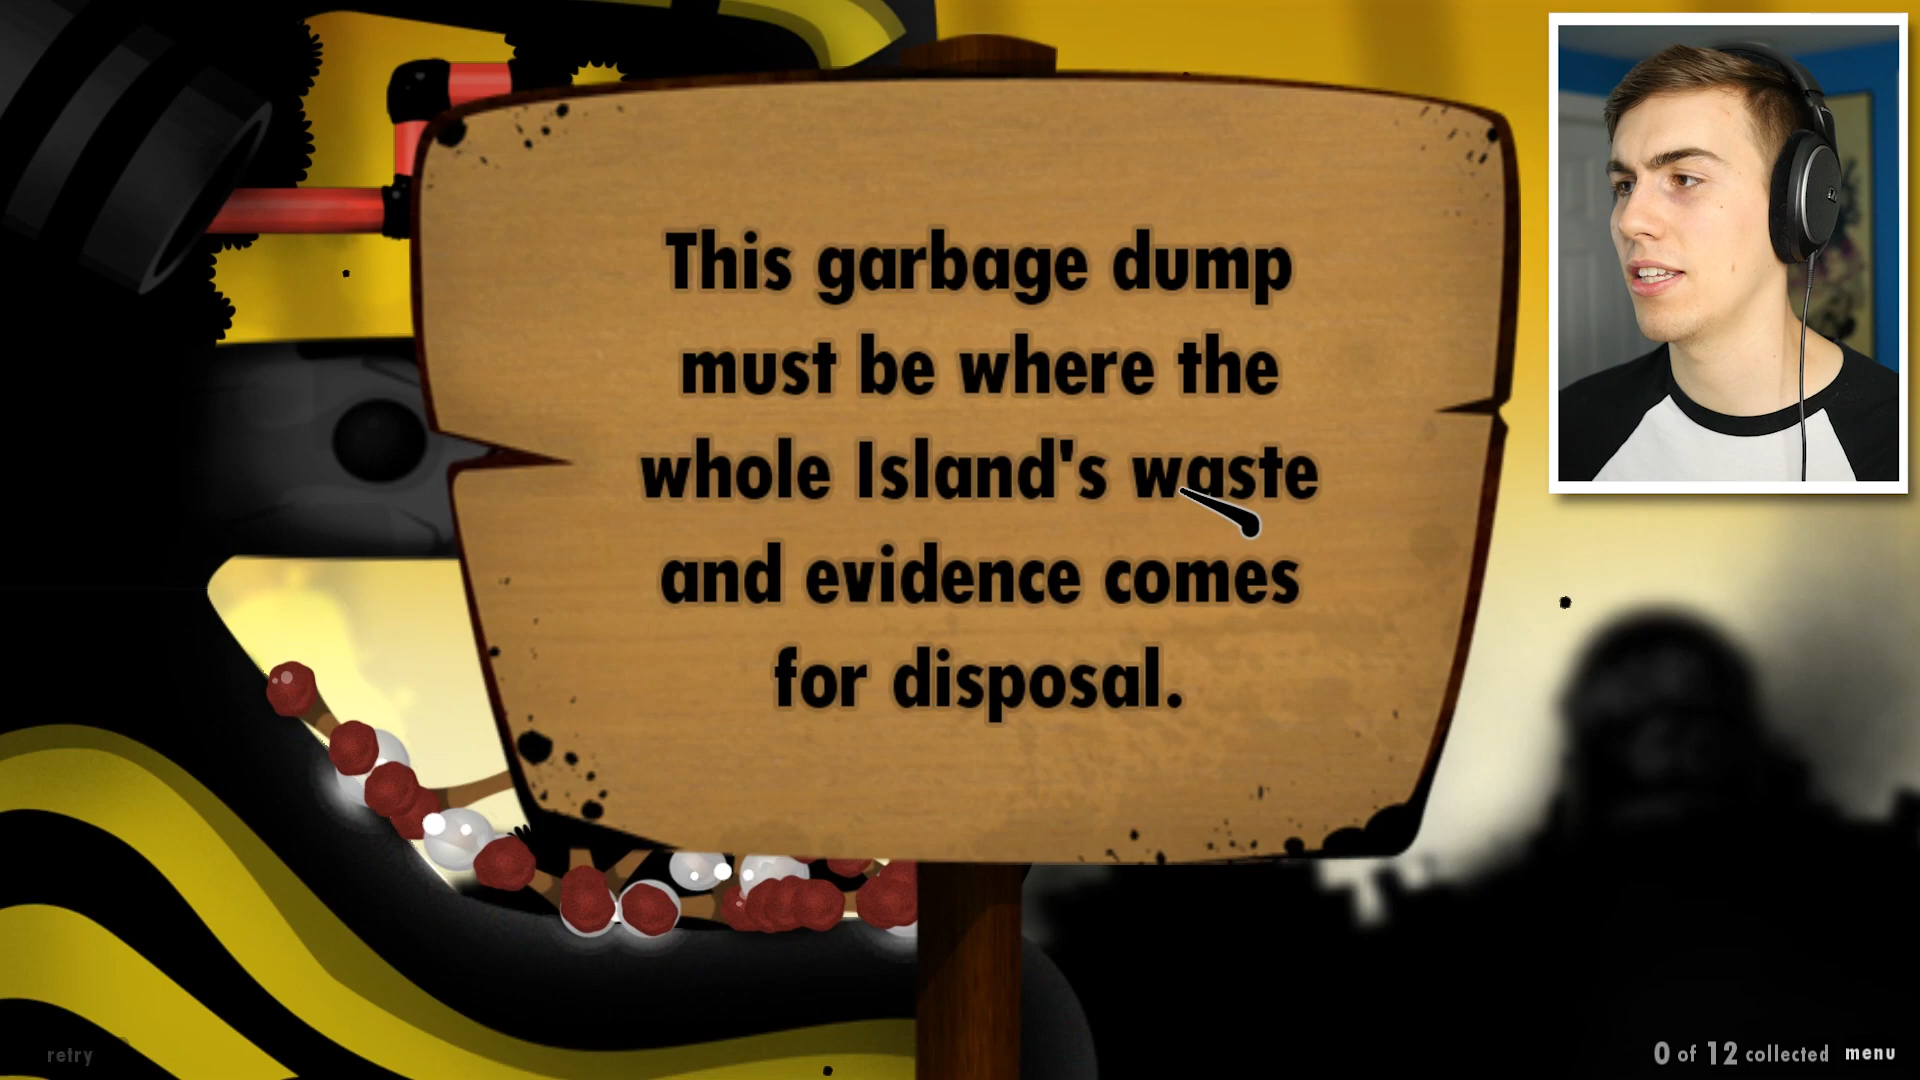 This garbage dump
must be where the
whole Island's waste
and evidence comes
for disposal.
retry
0 of 12 collected menu